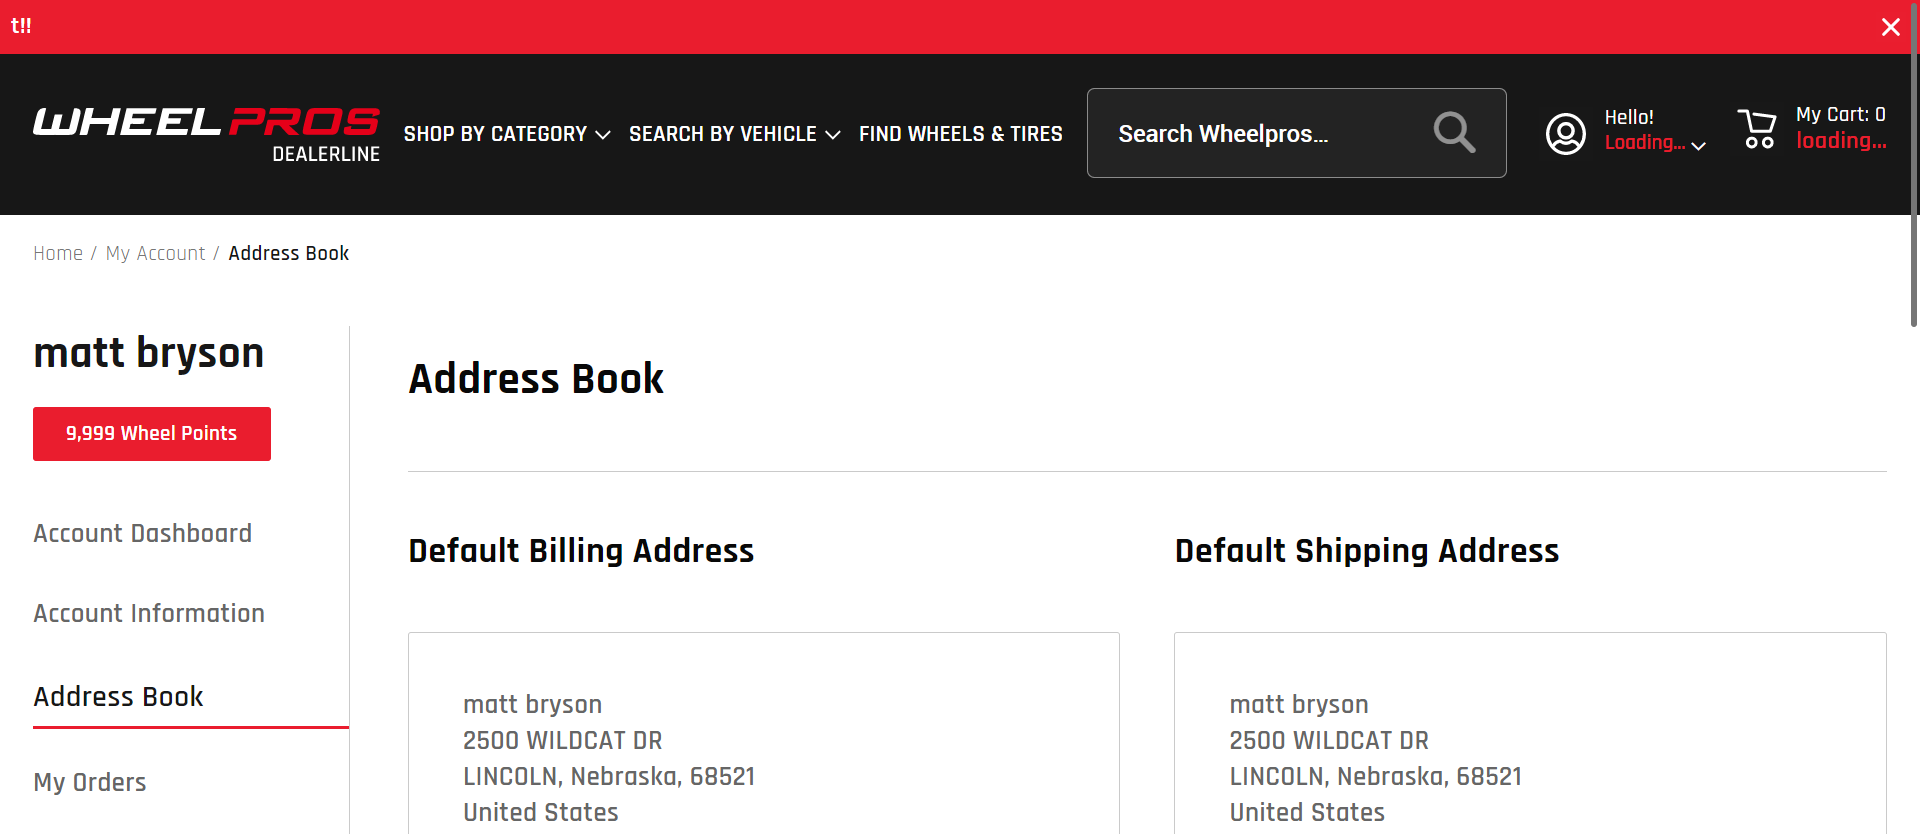 t!!
WHEEL PROS
DEALERLINE
SHOP BY CATEGORY
SEARCH BY VEHICLE
FIND WHEELS & TIRES
Search Wheelpros...
Hello!
Loading...
My Cart: 0
loading...
Home / My Account / Address Book
matt bryson
9,999 Wheel Points
Account Dashboard
Account Information
Address Book
My Orders
Address Book
Default Billing Address
matt bryson
2500 WILDCAT DR
LINCOLN, Nebraska, 68521
United States
Default Shipping Address
matt bryson
2500 WILDCAT DR
LINCOLN, Nebraska, 68521
United States